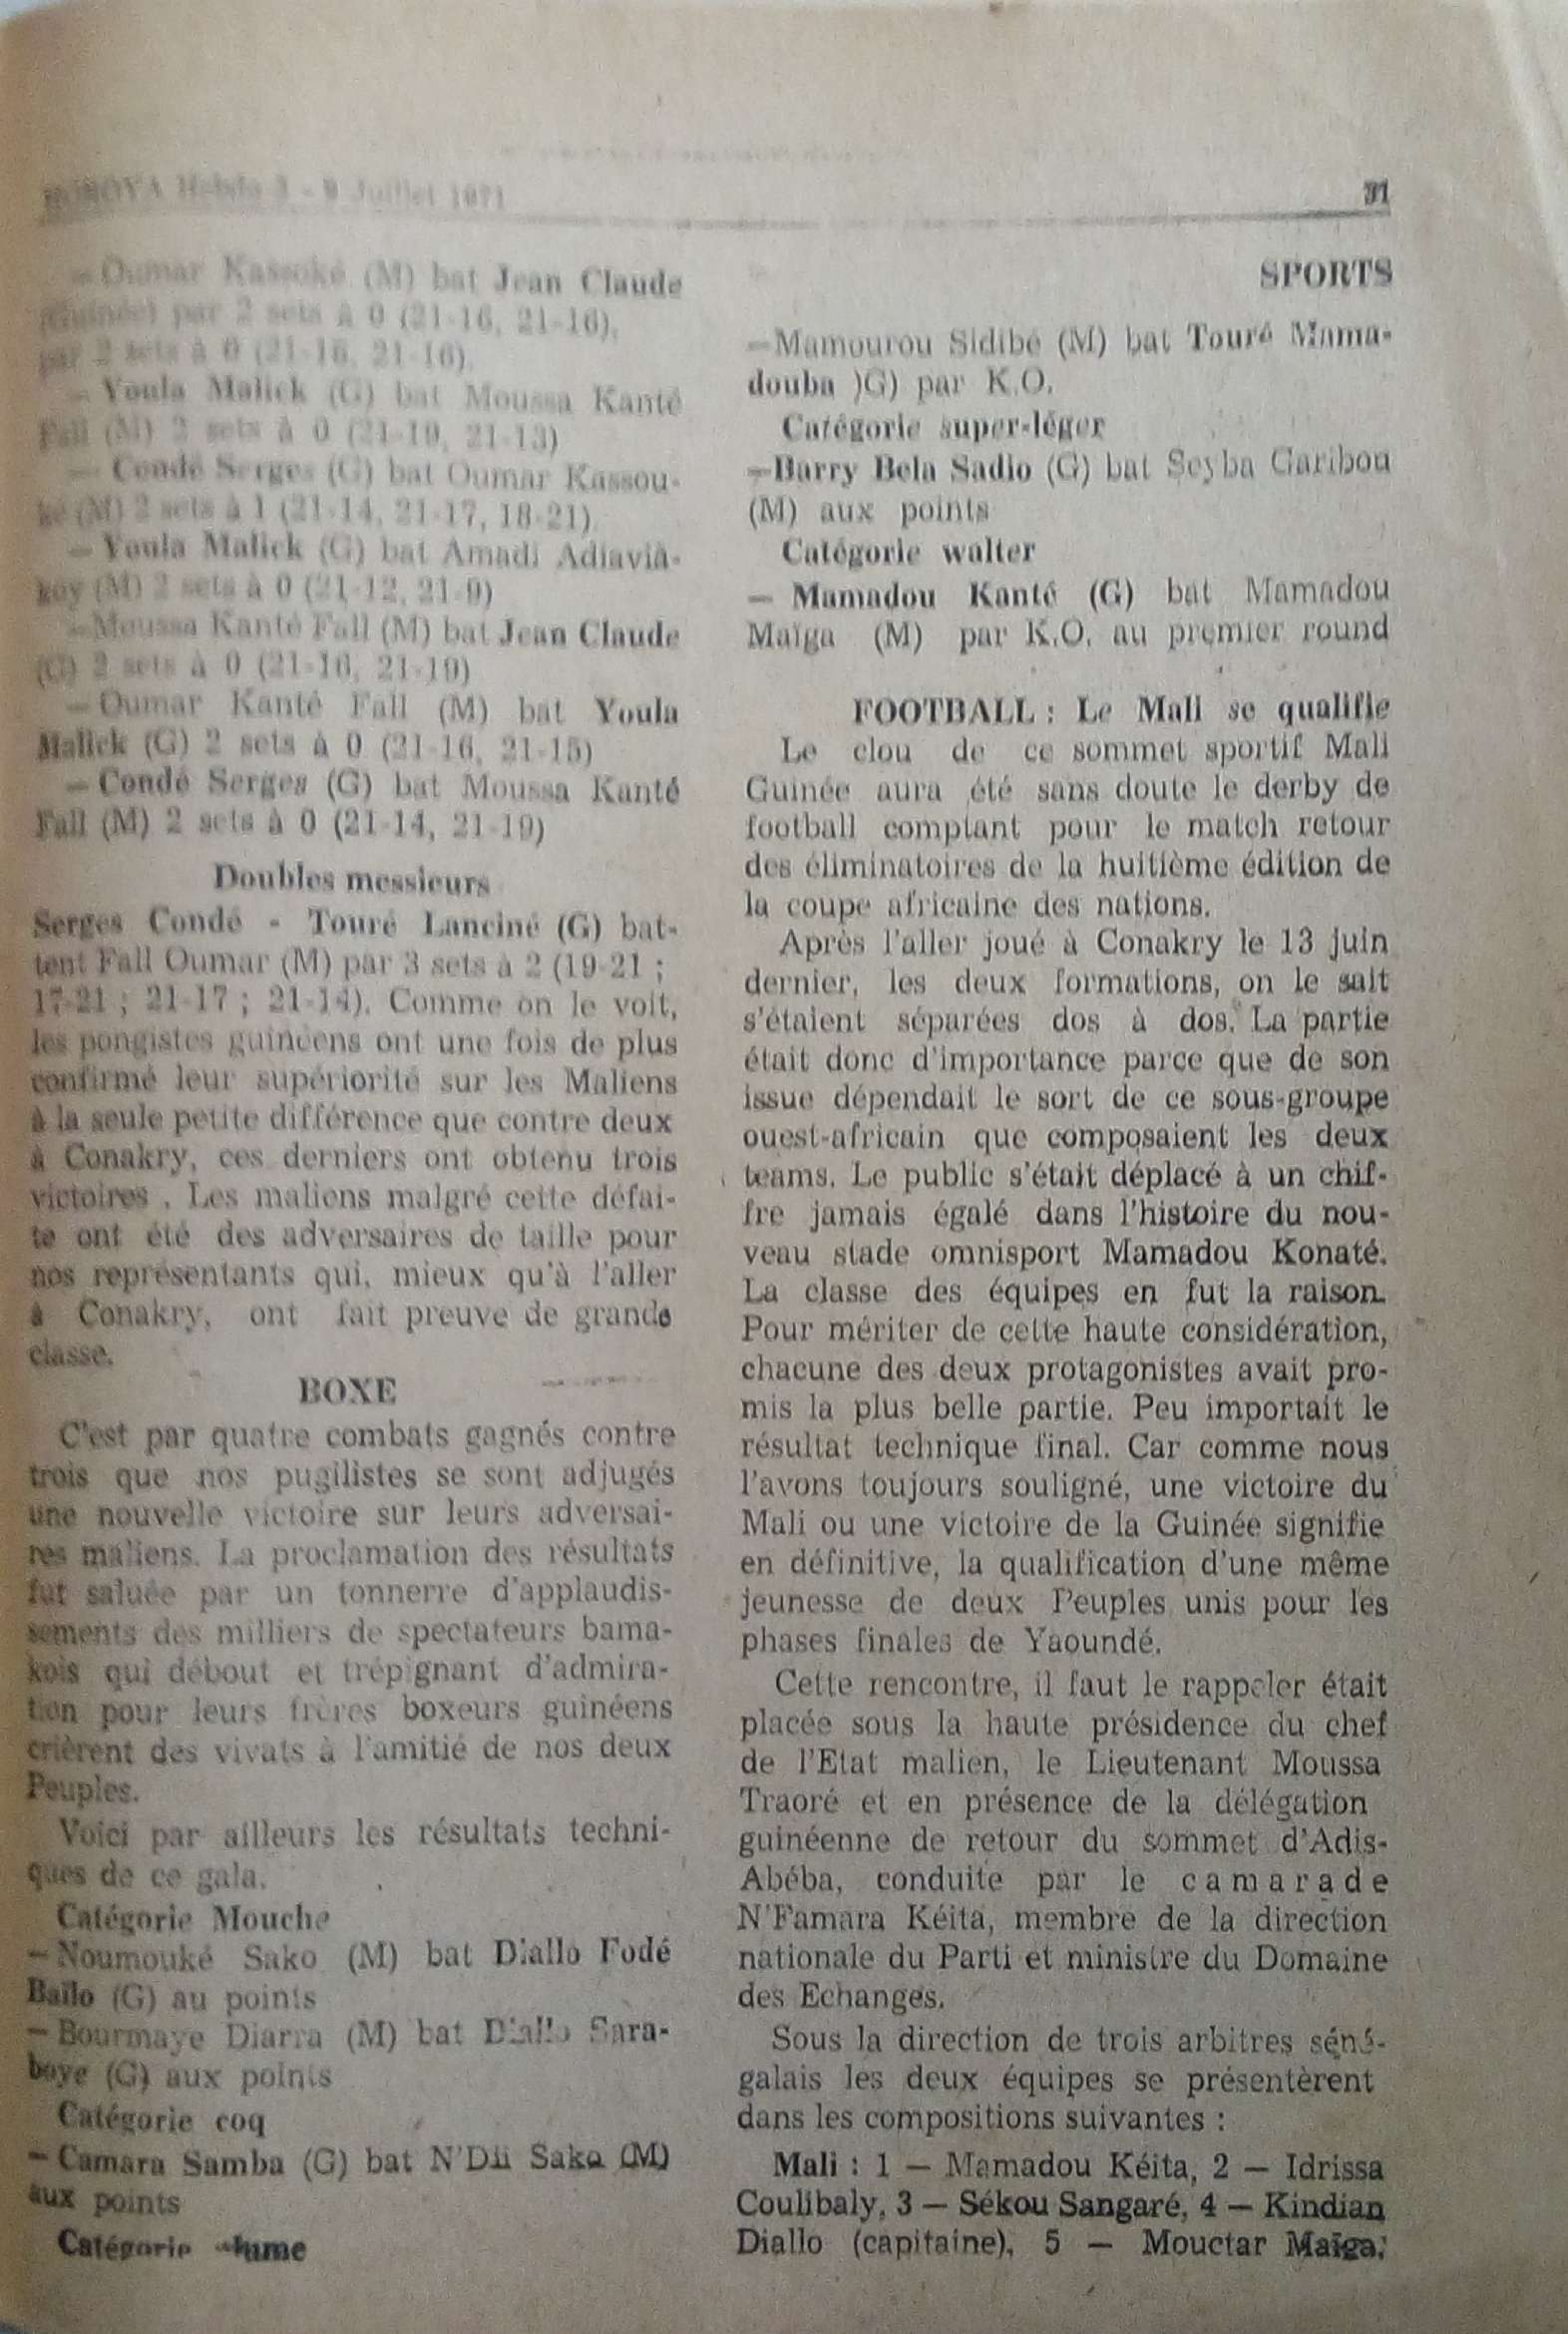 HOROYA Hebdo 3 - 9 Juillet 1971
31
— Oumar Kassoké (M) bat Jean Claude
(Guinée) par 2 sets à 0 (21-16, 21-16),
par 2 sets à 0 (21-16, 21-16).
— Youla Malick (G) bat Moussa Kanté
Fall (M) 2 sets à 0 (21-19, 21-13)
— Condé Serges (G) bat Oumar Kassou-
ké (M) 2 sets à 1 (21-14, 21-17, 18-21)
— Youla Malick (G) bat Amadi Adiavia-
koy (M) 2 sets à 0 (21-12, 21-9)
—Moussa Kanté Fall (M) bat Jean Claude
(G) 2 sets à 0 (21-16, 21-19)
— Oumar Kanté Fall (M) bat Youla
Malick (G) 2 sets à 0 (21-16, 21-15)
— Condé Serges (G) bat Moussa Kanté
Fall (M) 2 sets à 0 (21-14, 21-19)
Doubles messieurs
Serges Condé - Touré Lanciné (G) bat-
tent Fall Oumar (M) par 3 sets à 2 (19-21 ;
17-21 ; 21-17 ; 21-14). Comme on le voit,
les pongistes guinéens ont une fois de plus
confirmé leur supériorité sur les Maliens
à la seule petite différence que contre deux
à Conakry, ces derniers ont obtenu trois
victoires . Les maliens malgré cette défai-
te ont été des adversaires de taille pour
nos représentants qui, mieux qu'à l'aller
à Conakry, ont fait preuve de grande
classe.
BOXE
C'est par quatre combats gagnés contre
trois que nos pugilistes se sont adjugés
une nouvelle victoire sur leurs adversai-
res maliens. La proclamation des résultats
fut saluée par un tonnerre d'applaudis-
sements des milliers de spectateurs bama-
kois qui débout et trépignant d'admira-
tion pour leurs frères boxeurs guinéens
crièrent des vivats à l'amitié de nos deux
Peuples.
Voici par ailleurs les résultats techni-
ques de ce gala.
Catégorie Mouche
— Noumouké Sako (M) bat Diallo Fodé
Baïlo (G) au points
— Bourmaye Diarra (M) bat Diallo Sara-
boye (G) aux points
Catégorie coq
— Camara Samba (G) bat N'Dii Sako (M)
aux points
Catégorie plume
SPORTS
—Mamourou Sidibé (M) bat Touré Mama-
douba )G) par K.O.
Catégorie super-léger
—Barry Bela Sadio (G) bat Seyba Garibou
(M) aux points
Catégorie walter
— Mamadou Kanté (G) bat Mamadou
Maïga (M) par K.O. au premier round
FOOTBALL : Le Mali se qualifie
Le clou de ce sommet sportif Mali
Guinée aura été sans doute le derby de
football comptant pour le match retour
des éliminatoires de la huitième édition de
la coupe africaine des nations.
Après l'aller joué à Conakry le 13 juin
dernier, les deux formations, on le sait
s'étaient séparées dos à dos. La partie
était donc d'importance parce que de son
issue dépendait le sort de ce sous-groupe
ouest-africain que composaient les deux
teams. Le public s'était déplacé à un chif-
fre jamais égalé dans l'histoire du nou-
veau stade omnisport Mamadou Konaté.
La classe des équipes en fut la raison.
Pour mériter de cette haute considération,
chacune des deux protagonistes avait pro-
mis la plus belle partie. Peu importait le
résultat technique final. Car comme nous
l'avons toujours souligné, une victoire du
Mali ou une victoire de la Guinée signifie
en définitive, la qualification d'une même
jeunesse de deux Peuples unis pour les
phases finales de Yaoundé.
Cette rencontre, il faut le rappeler était
placée sous la haute présidence du chef
de l'Etat malien, le Lieutenant Moussa
Traoré et en présence de la délégation
guinéenne de retour du sommet d'Adis-
Abéba, conduite par le camarade
N'Famara Kéita, membre de la direction
nationale du Parti et ministre du Domaine
des Echanges.
Sous la direction de trois arbitres séné-
galais les deux équipes se présentèrent
dans les compositions suivantes :
Mali : 1 — Mamadou Kéita, 2 — Idrissa
Coulibaly, 3 — Sékou Sangaré, 4 — Kindian
Diallo (capitaine), 5 — Mouctar Maïga,